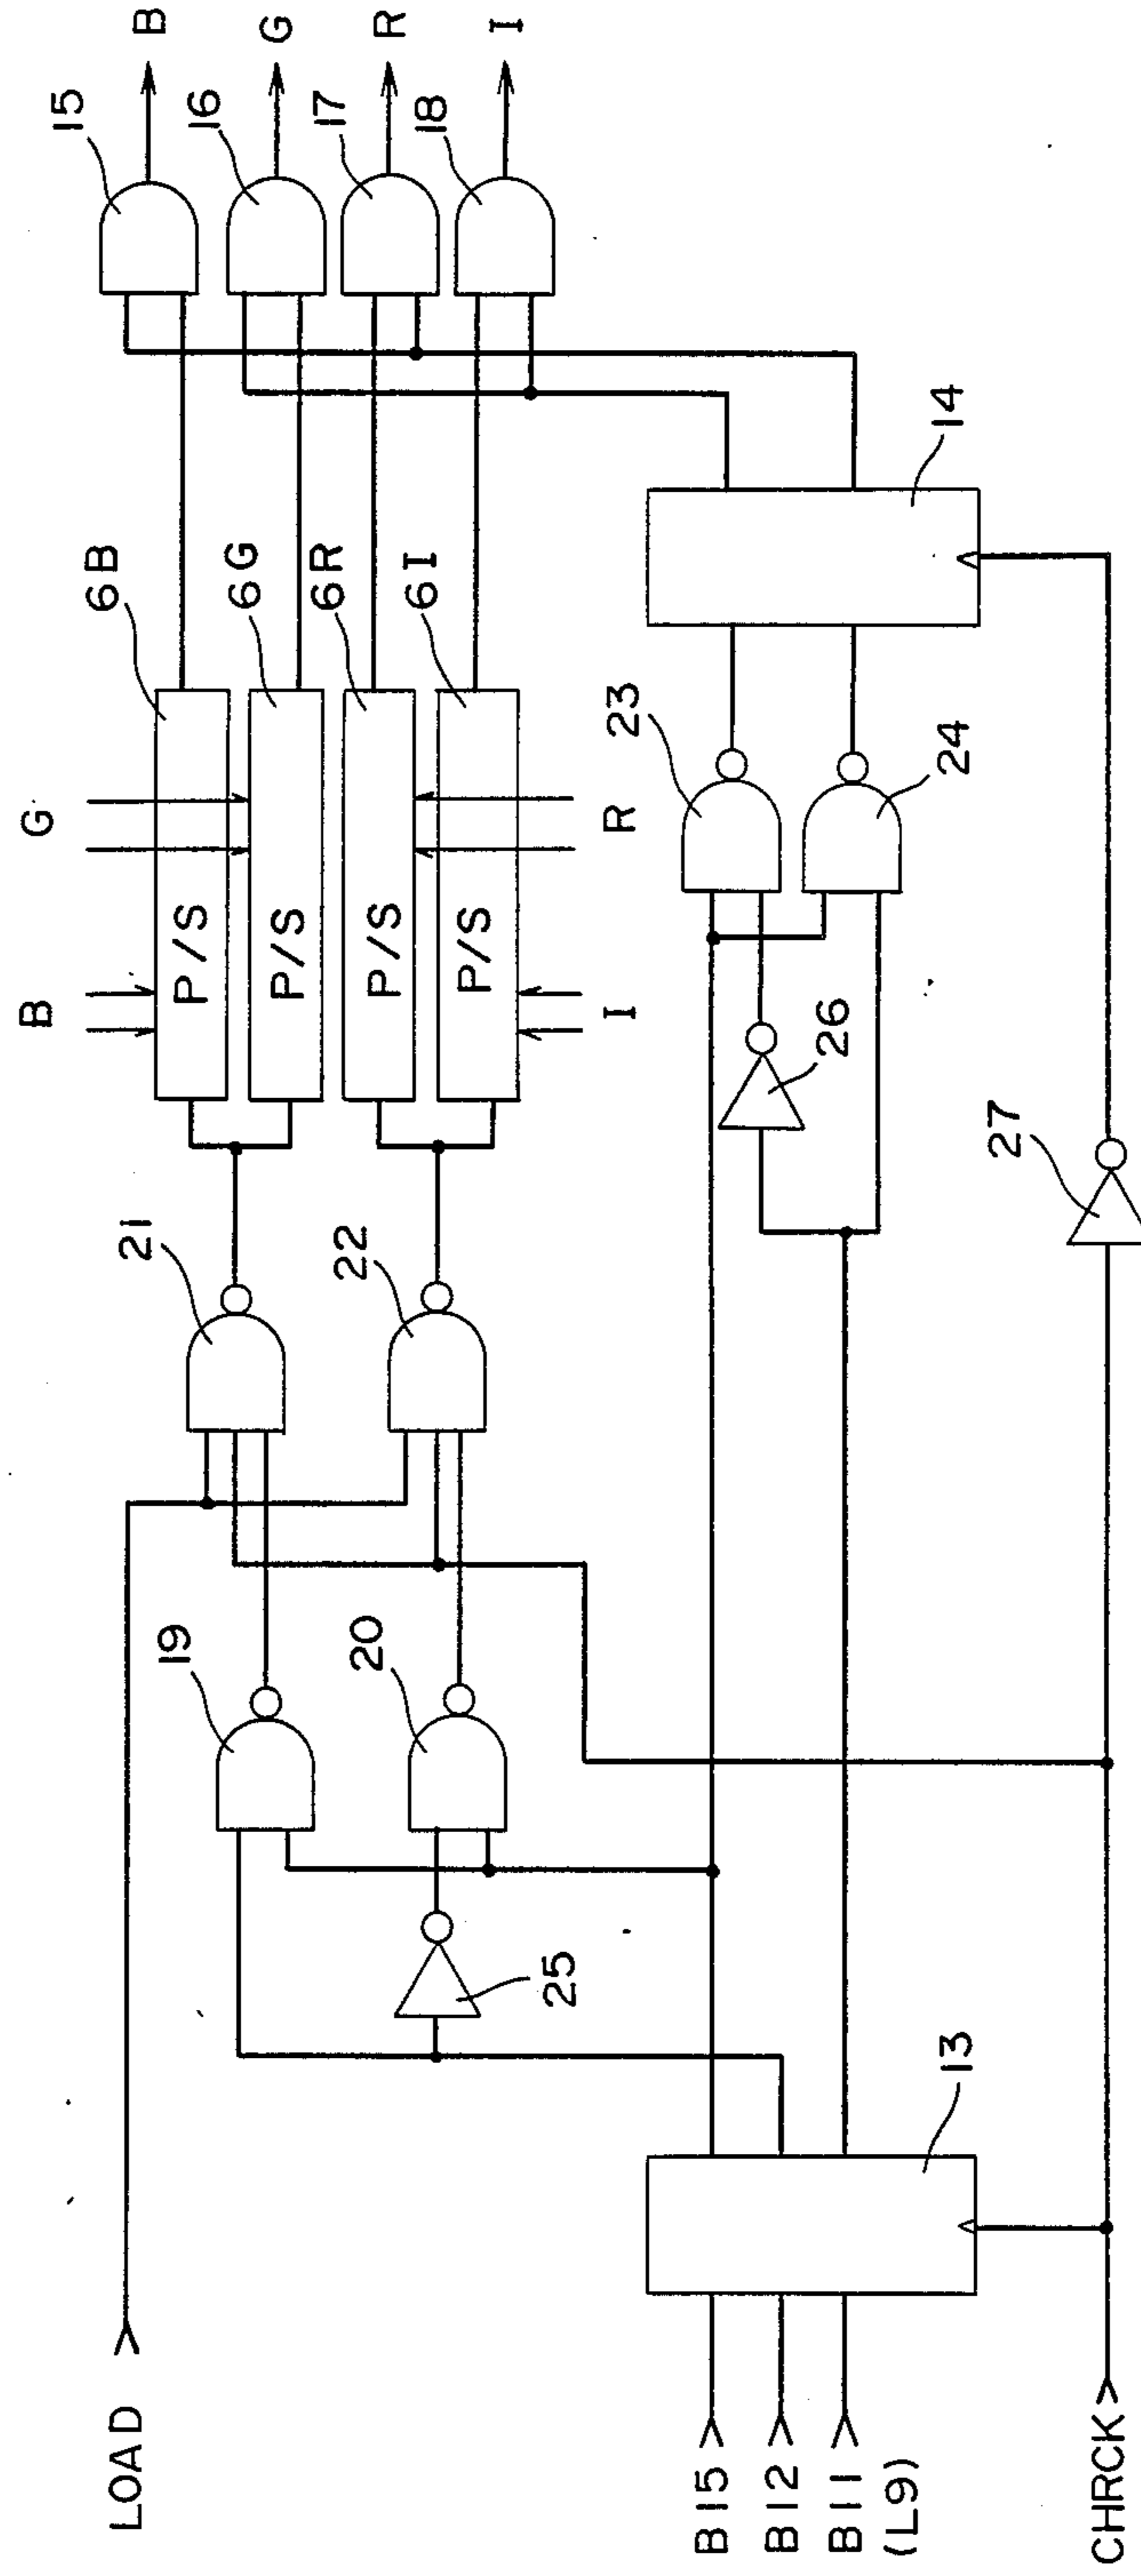 15
B
16
G
17
R
18
I
6B
6G
6R
6I
G
B
P/S
P/S
P/S
P/S
R
I
14
23
24
26
27
21
22
19
20
25
13
LOAD
B15
B12
B11
(L9)
CHRCK